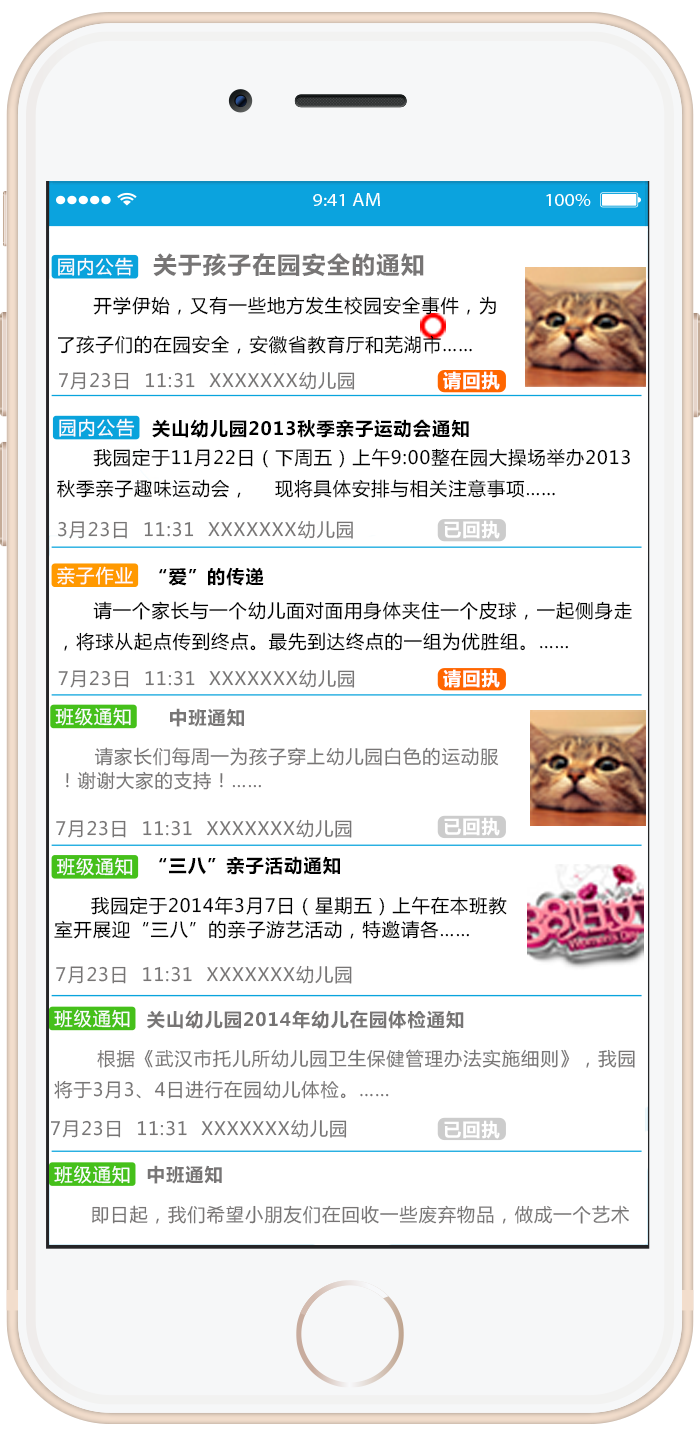 9:41 AM 100%
园内公告 关于孩子在园安全的通知
开学伊始，又有一些地方发生校园安全事件，为
了孩子们的在园安全，安徽省教育厅和芜湖市……
7月23日 11:31 XXXXXXX幼儿园 请回执
园内公告 关山幼儿园2013秋季亲子运动会通知
我园定于11月22日（下周五）上午9:00整在园大操场举办2013
秋季亲子趣味运动会， 现将具体安排与相关注意事项……
3月23日 11:31 XXXXXXX幼儿园 已回执
亲子作业 “爱”的传递
请一个家长与一个幼儿面对面用身体夹住一个皮球，一起侧身走
，将球从起点传到终点。最先到达终点的一组为优胜组。……
7月23日 11:31 XXXXXXX幼儿园 请回执
班级通知 中班通知
请家长们每周一为孩子穿上幼儿园白色的运动服
！谢谢大家的支持！……
7月23日 11:31 XXXXXXX幼儿园 已回执
班级通知 “三八”亲子活动通知
我园定于2014年3月7日（星期五）上午在本班教
室开展迎“三八”的亲子游艺活动，特邀请各……
7月23日 11:31 XXXXXXX幼儿园
班级通知 关山幼儿园2014年幼儿在园体检通知
根据《武汉市托儿所幼儿园卫生保健管理办法实施细则》，我园
将于3月3、4日进行在园幼儿体检。……
7月23日 11:31 XXXXXXX幼儿园 已回执
班级通知 中班通知
即日起，我们希望小朋友们在回收一些废弃物品，做成一个艺术